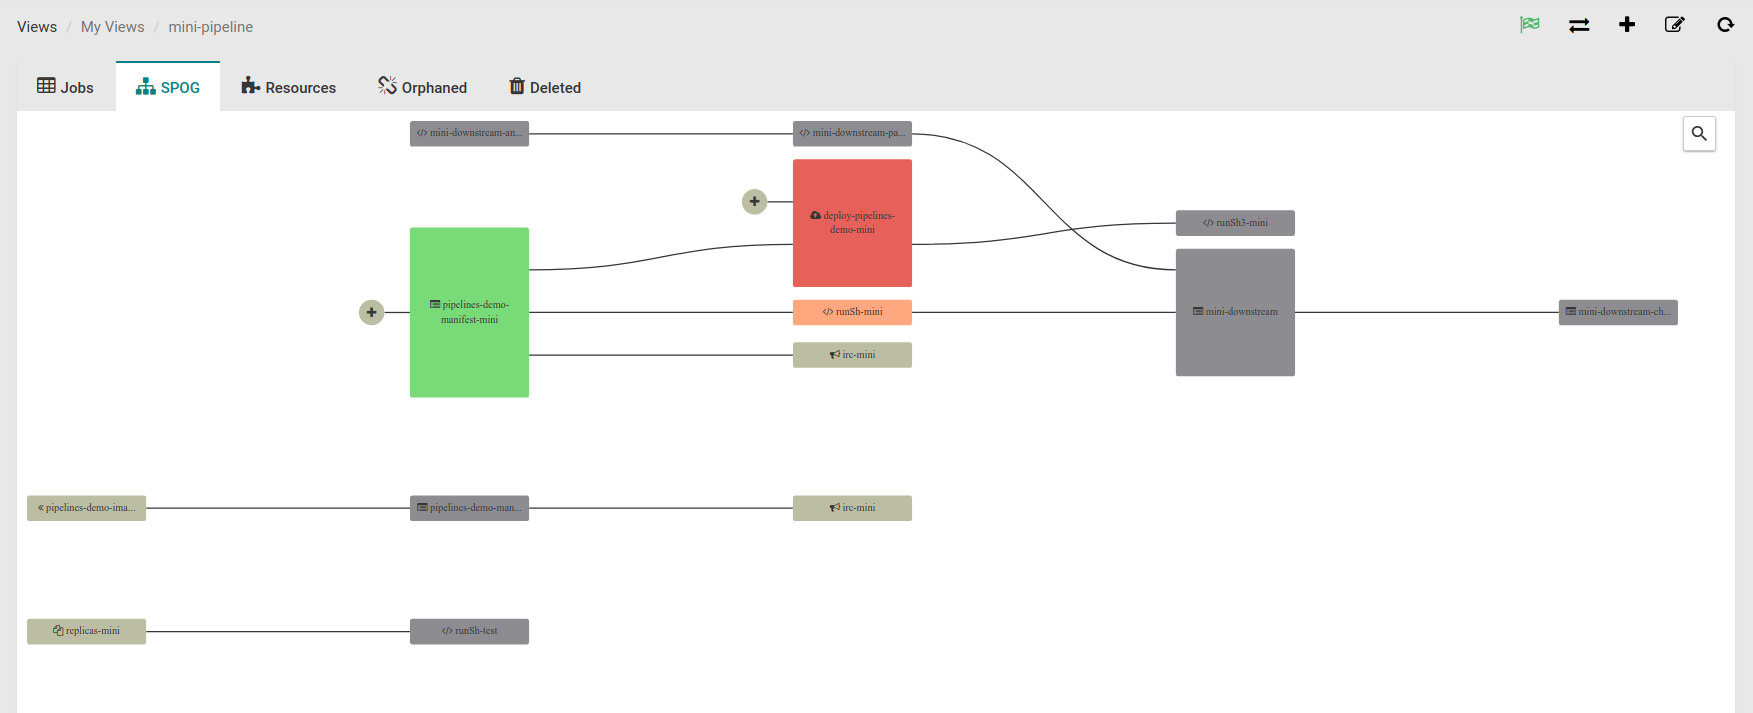 Views / My Views / mini-pipeline
Jobs SPOG Resources Orphaned Deleted
mini-downstream-an... mini-downstream-pa...
deploy-pipelines-
demo-mini
runSh3-mini
pipelines-demo-
manifest-mini
runSh-mini
mini-downstream
mini-downstream-ch...
irc-mini
pipelines-demo-ima... pipelines-demo-man... irc-mini
replicas-mini runSh-test